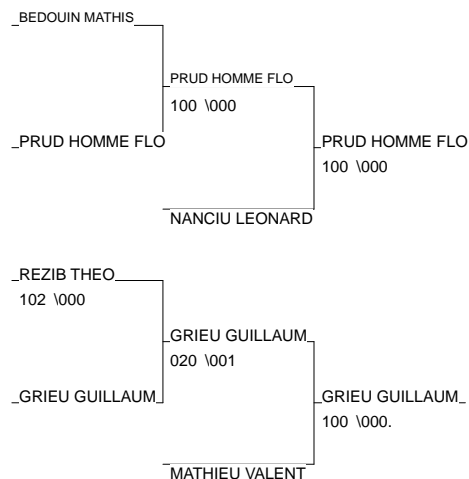 BEDOUIN MATHIS
PRUD HOMME FLO
100 \000
PRUD HOMME FLO
PRUD HOMME FLO
100 \000
NANCIU LEONARD
REZIB THEO
102 \000
GRIEU GUILLAUM
020 \001
GRIEU GUILLAUM
GRIEU GUILLAUM
100 \000.
MATHIEU VALENT